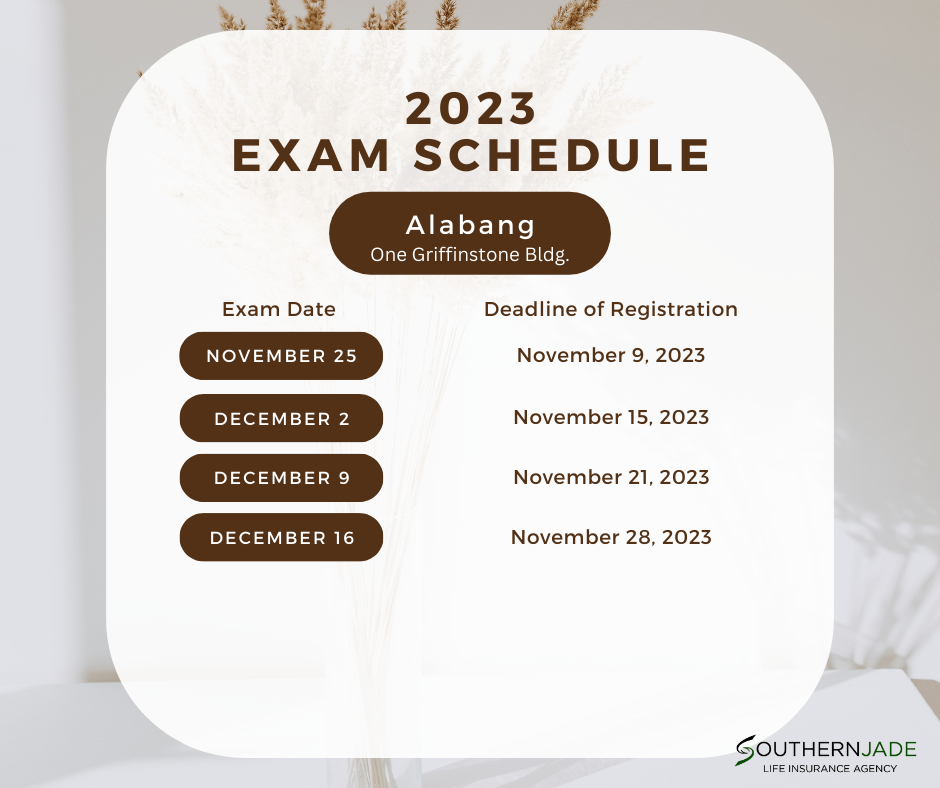 2023
EXAM SCHEDULE
Alabang
One Griffinstone Bldg.
Exam Date Deadline of Registration
NOVEMBER 25 November 9, 2023
DECEMBER 2 November 15, 2023
DECEMBER 9 November 21, 2023
DECEMBER 16 November 28, 2023
SOUTHERNJADE
LIFE INSURANCE AGENCY